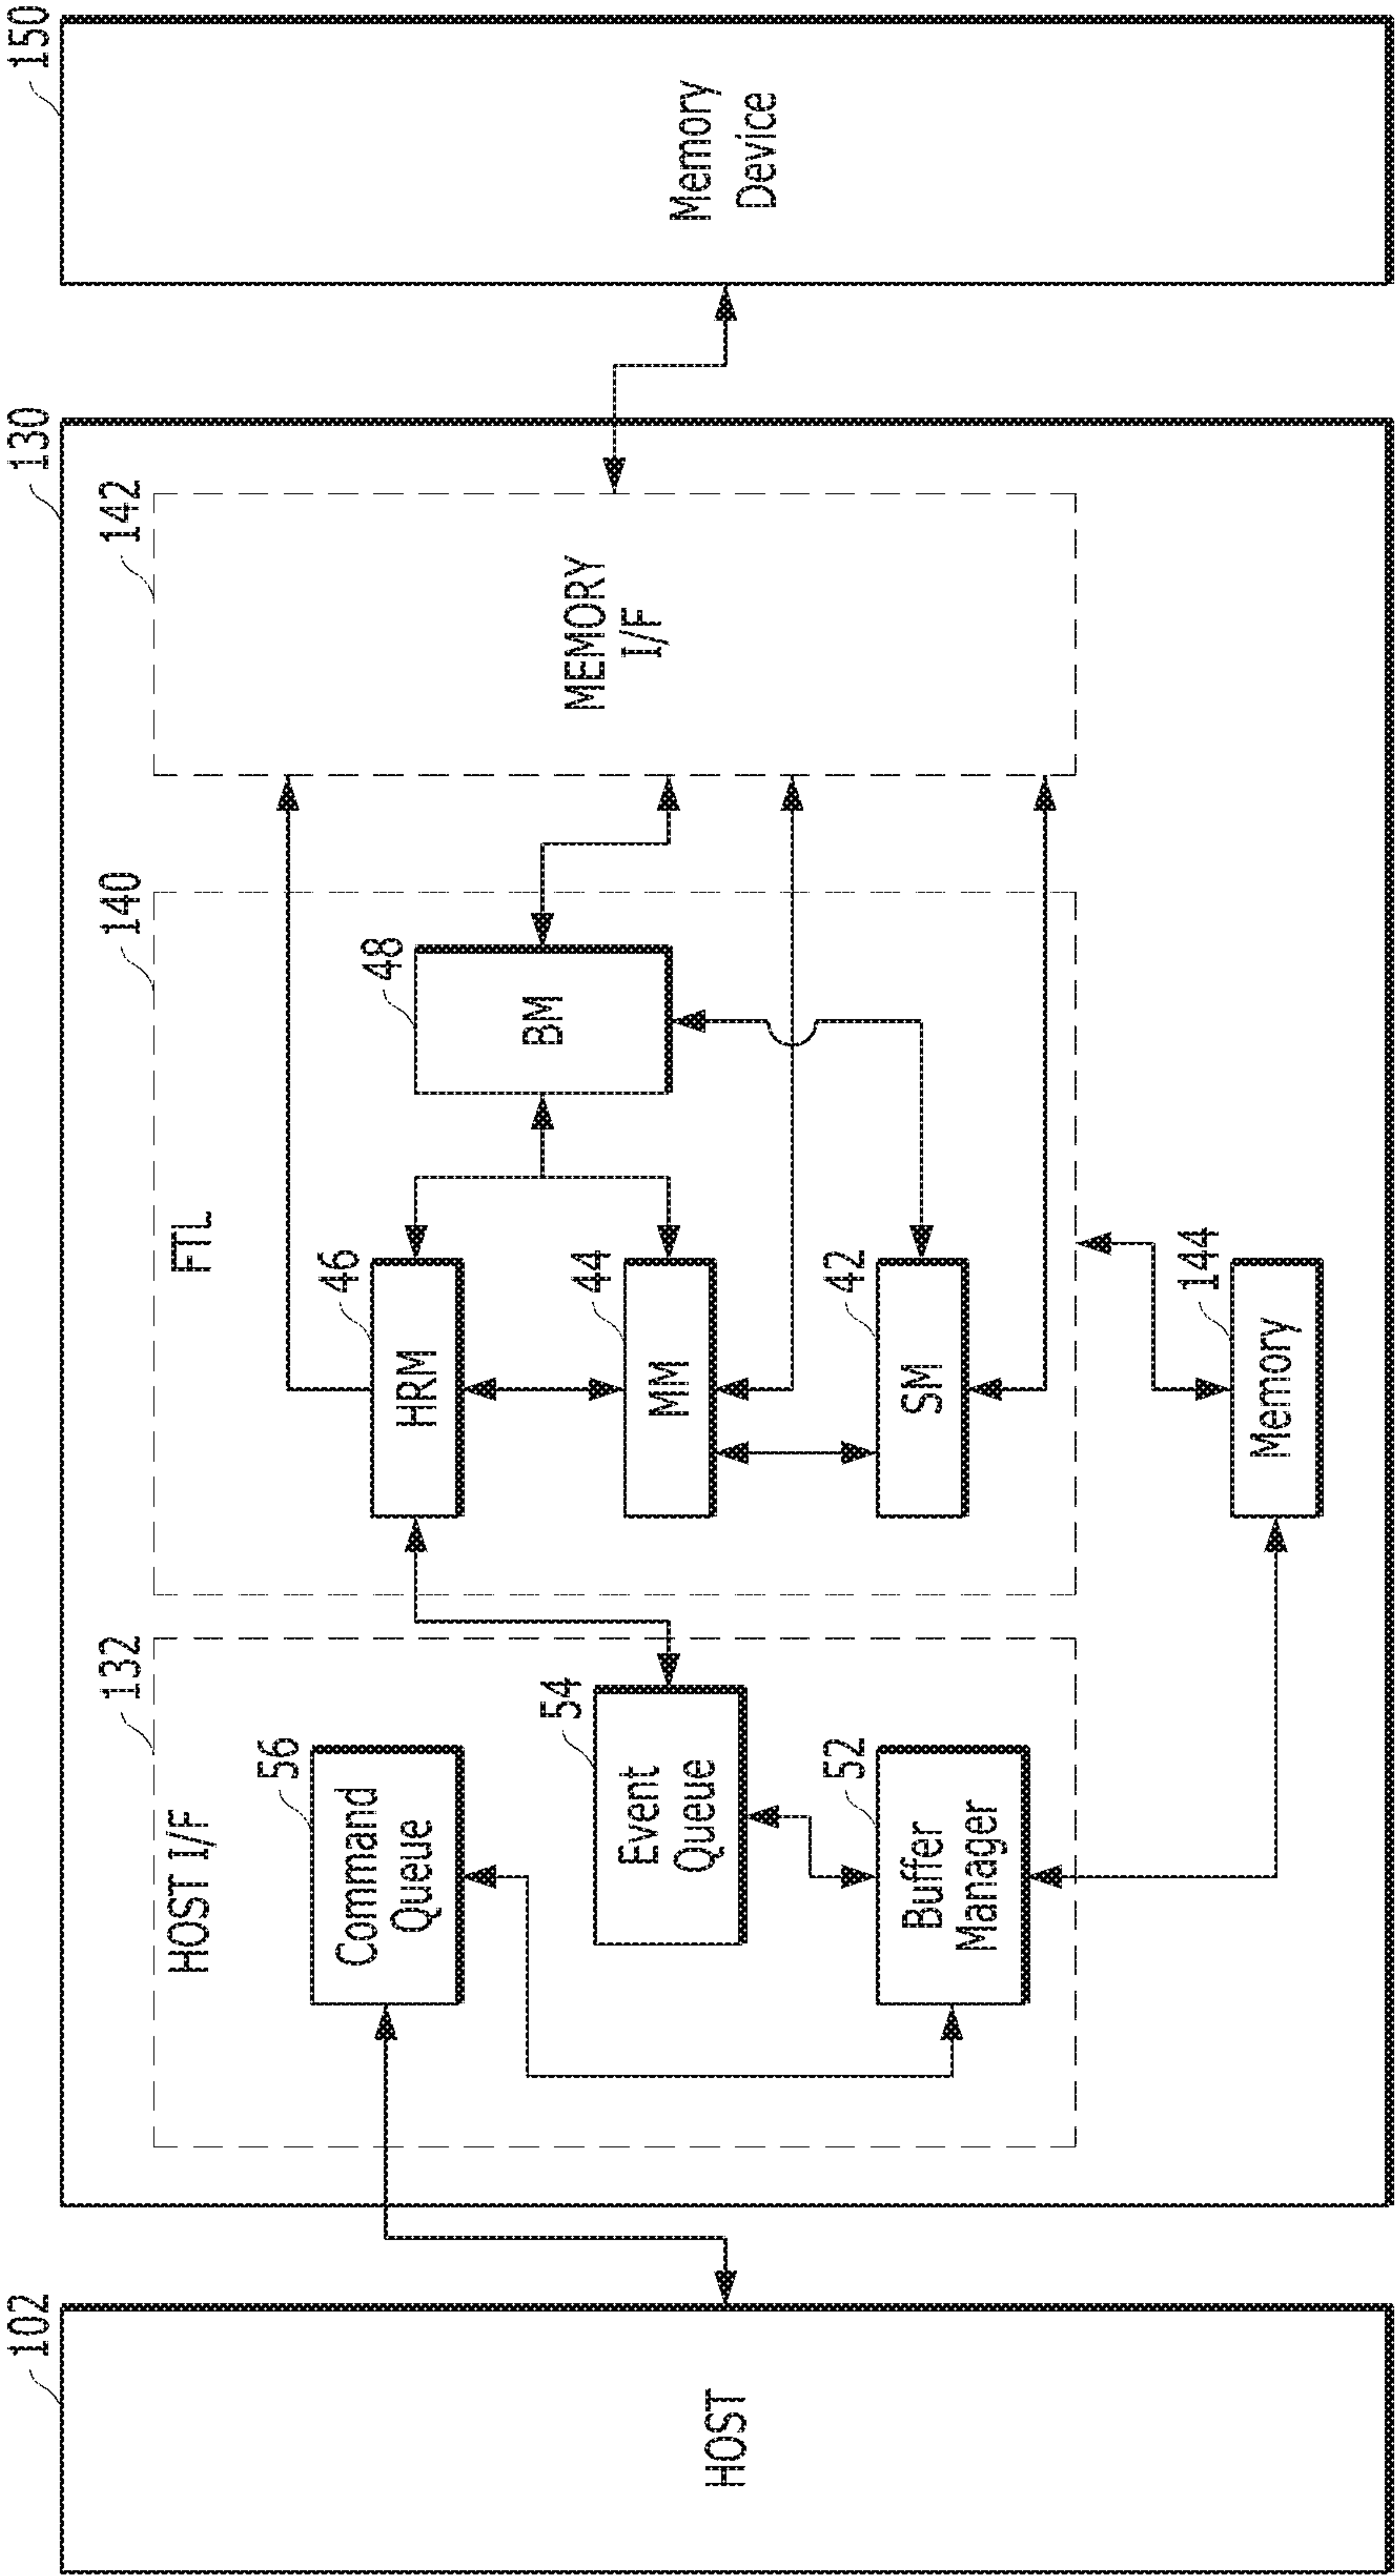 102
HOST
130
132
HOST I/F
56
Command
Queue
54
Event
Queue
52
Buffer
Manager
140
FTL
46
HRM
44
MM
42
SM
48
BM
144
Memory
142
MEMORY
I/F
150
Memory
Device